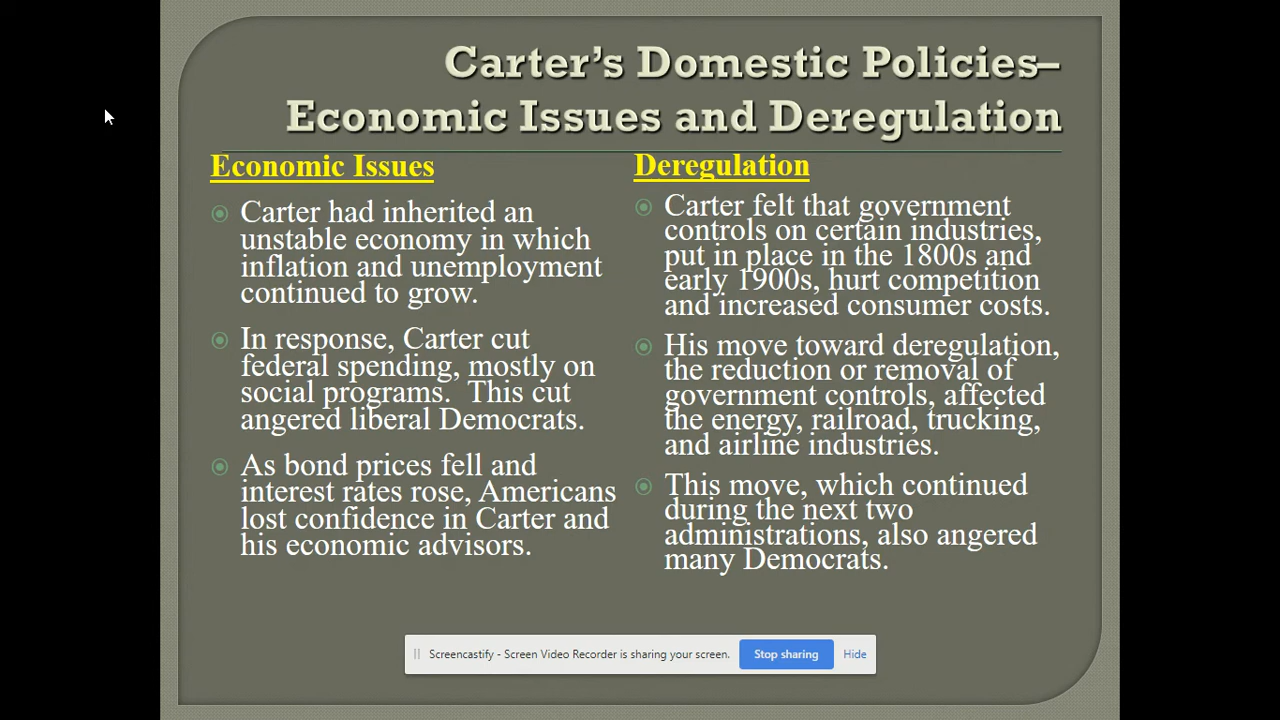 Carter's Domestic Policies–
Economic Issues and Deregulation
Economic Issues
Carter had inherited an
unstable economy in which
inflation and unemployment
continued to grow.
In response, Carter cut
federal spending, mostly on
social programs.  This cut
angered liberal Democrats.
As bond prices fell and
interest rates rose, Americans
lost confidence in Carter and
his economic advisors.
Deregulation
Carter felt that government
controls on certain industries,
put in place in the 1800s and
early 1900s, hurt competition
and increased consumer costs.
His move toward deregulation,
the reduction or removal of
government controls, affected
the energy, railroad, trucking,
and airline industries.
This move, which continued
during the next two
administrations, also angered
many Democrats.
Screencastify - Screen Video Recorder is sharing your screen. Stop sharing Hide